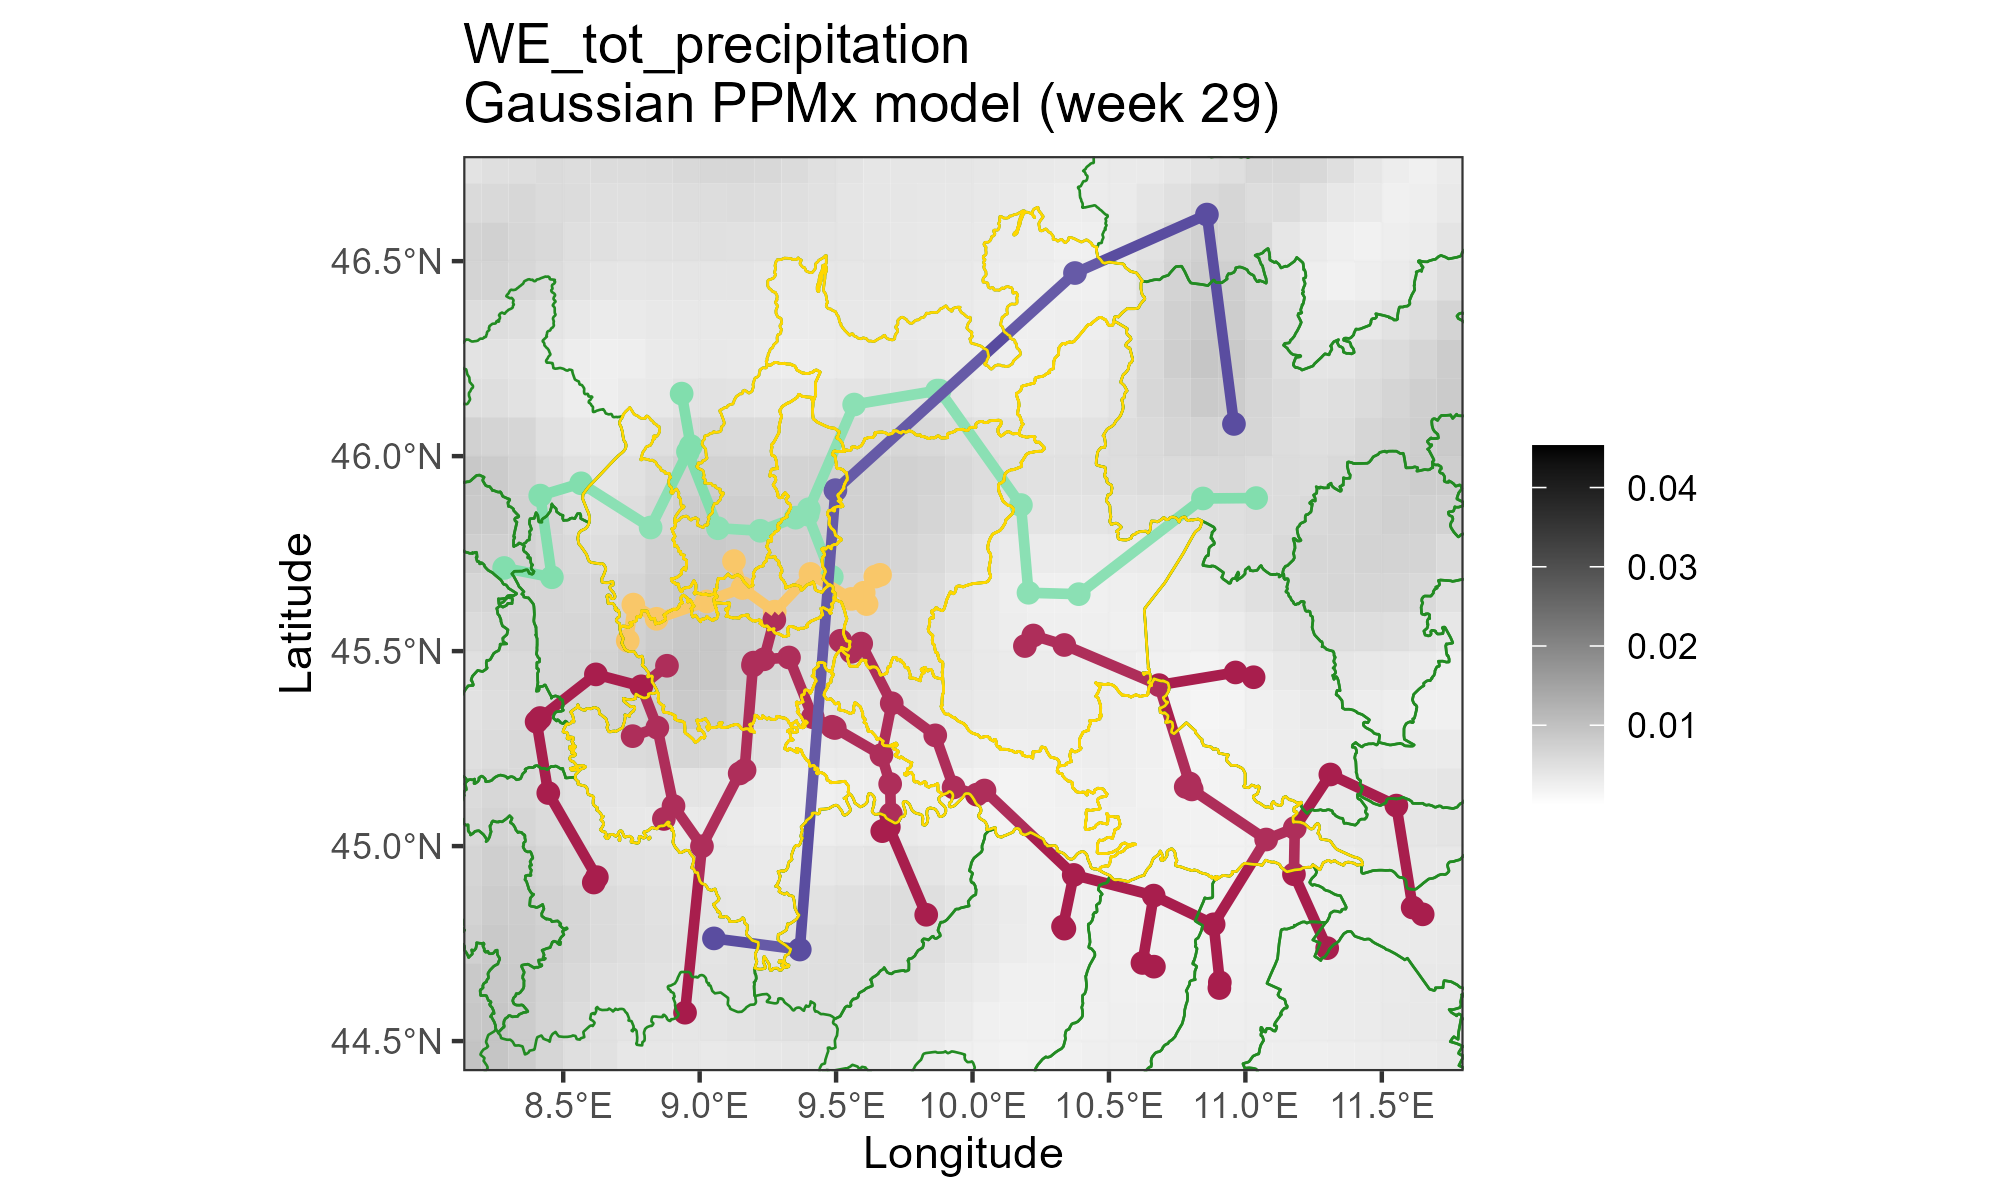 WE_tot_precipitation
Gaussian PPMx model (week 29)
46.5°N
46.0°N
45.5°N
45.0°N
44.5°N
Latitude
8.5°E 9.0°E 9.5°E 10.0°E 10.5°E 11.0°E 11.5°E
Longitude
0.04
0.03
0.02
0.01